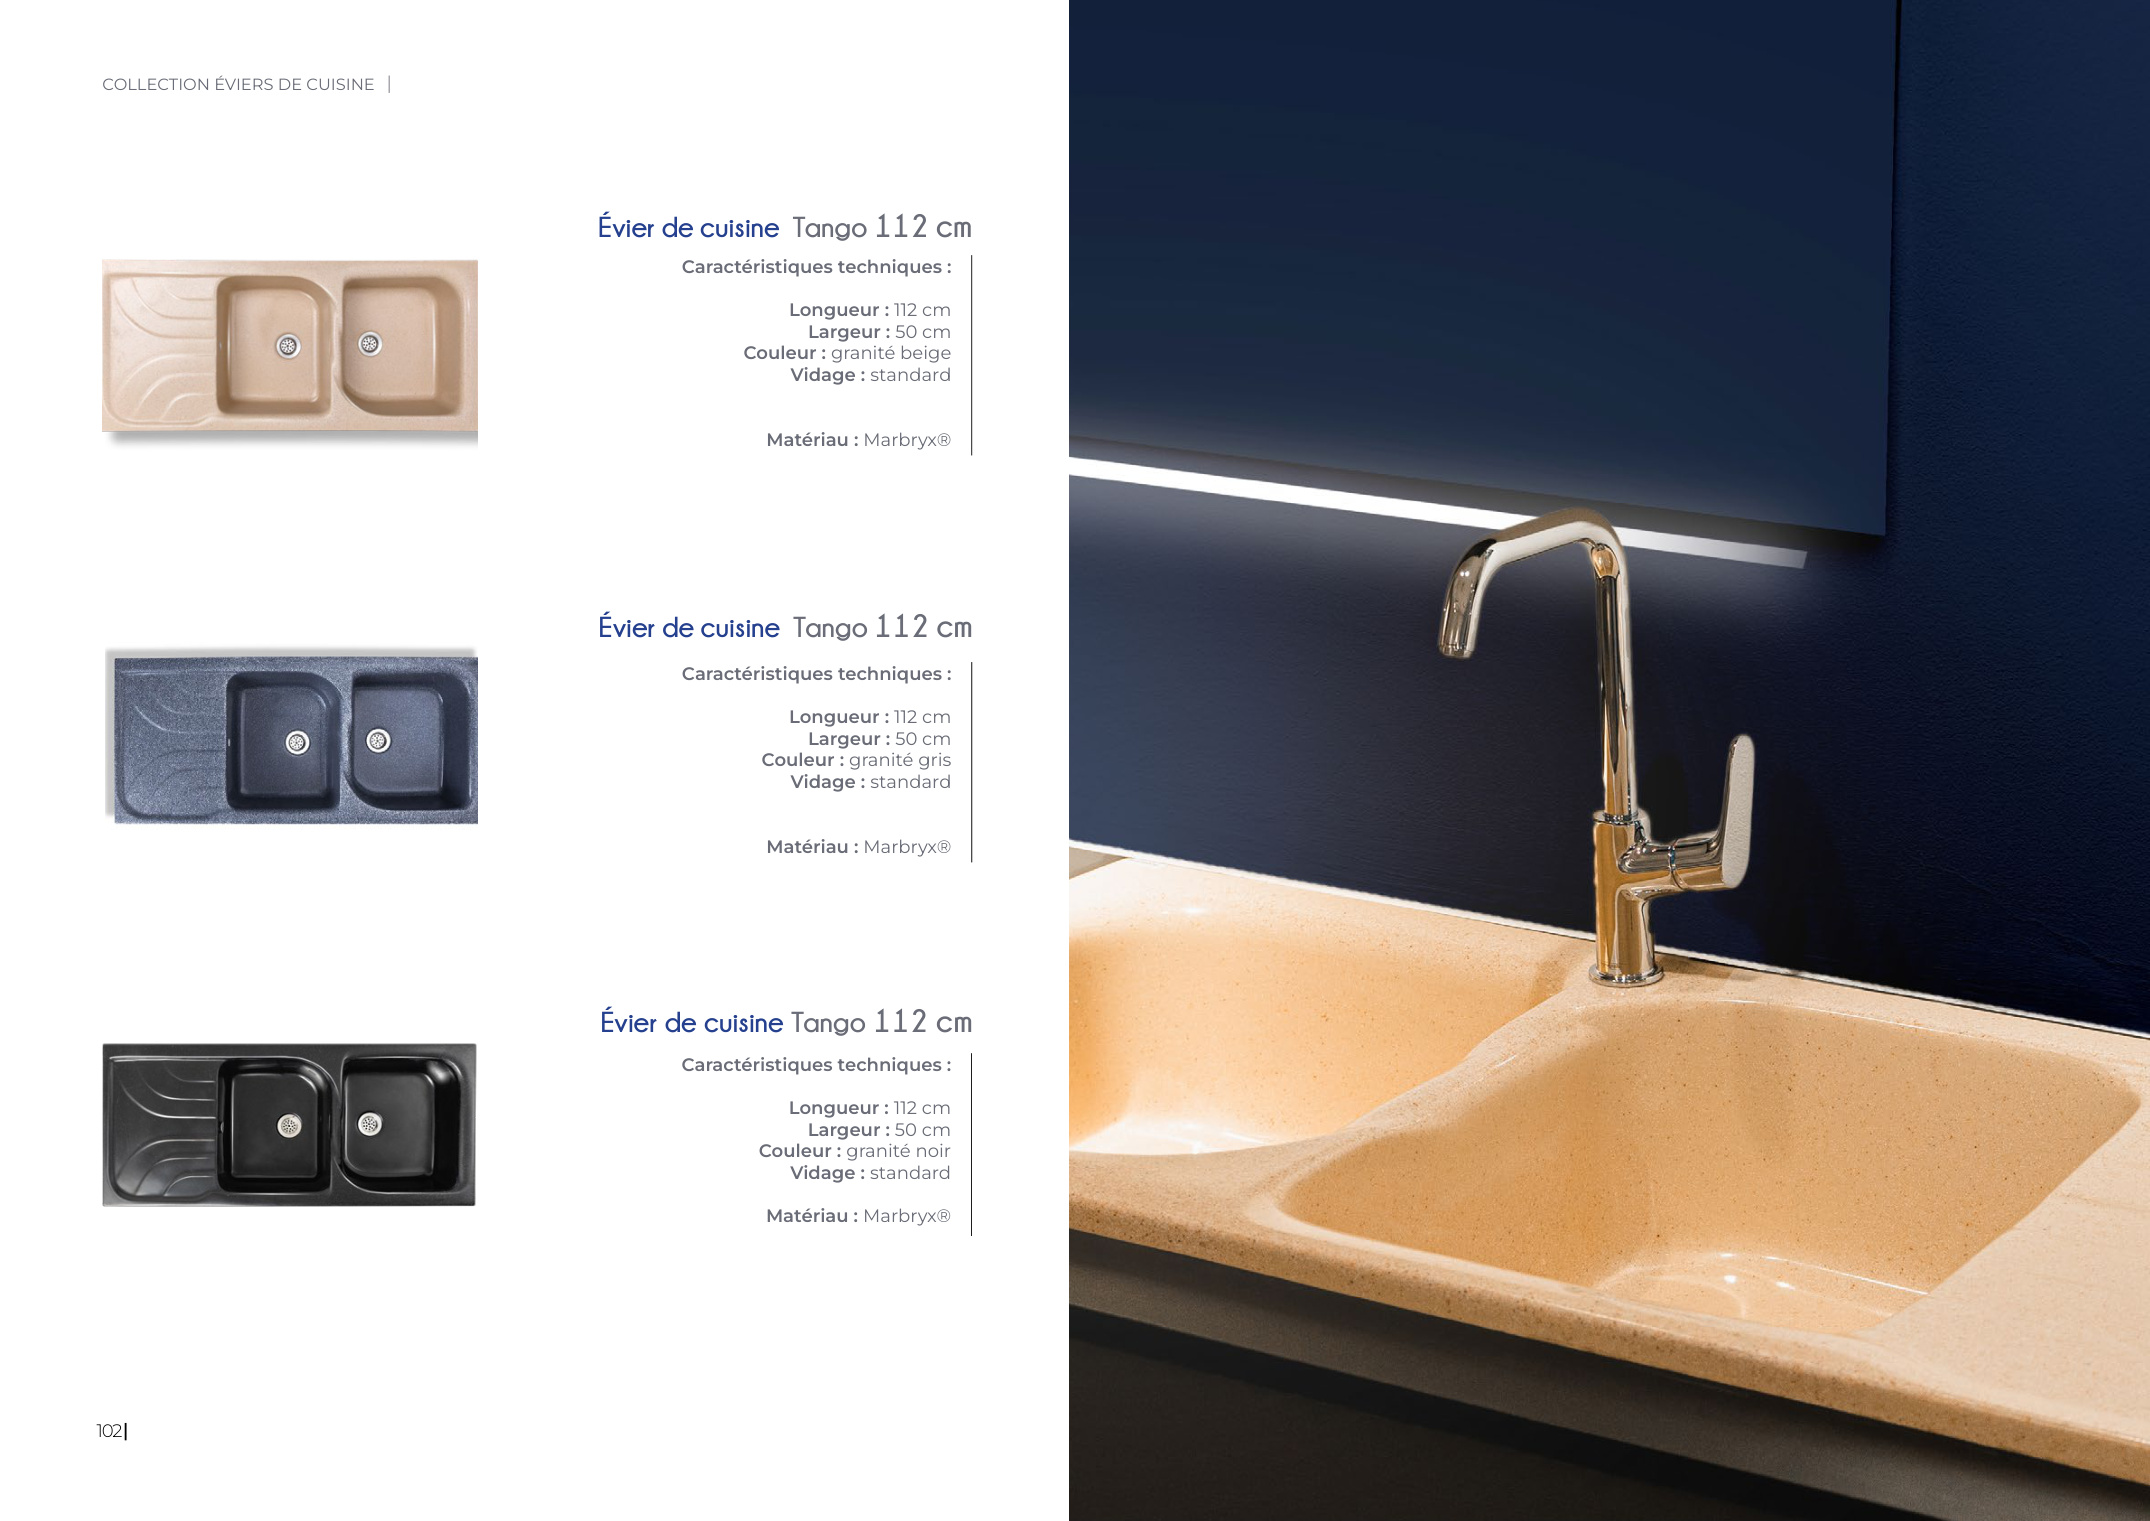 COLLECTION ÉVIERS DE CUISINE |
Évier de cuisine Tango 112 cm
Caractéristiques techniques :
Longueur : 112 cm
Largeur : 50 cm
Couleur : granité beige
Vidage : standard
Matériau : Marbryx®
Évier de cuisine Tango 112 cm
Caractéristiques techniques :
Longueur : 112 cm
Largeur : 50 cm
Couleur : granité gris
Vidage : standard
Matériau : Marbryx®
Évier de cuisine Tango 112 cm
Caractéristiques techniques :
Longueur : 112 cm
Largeur : 50 cm
Couleur : granité noir
Vidage : standard
Matériau : Marbryx®
102|